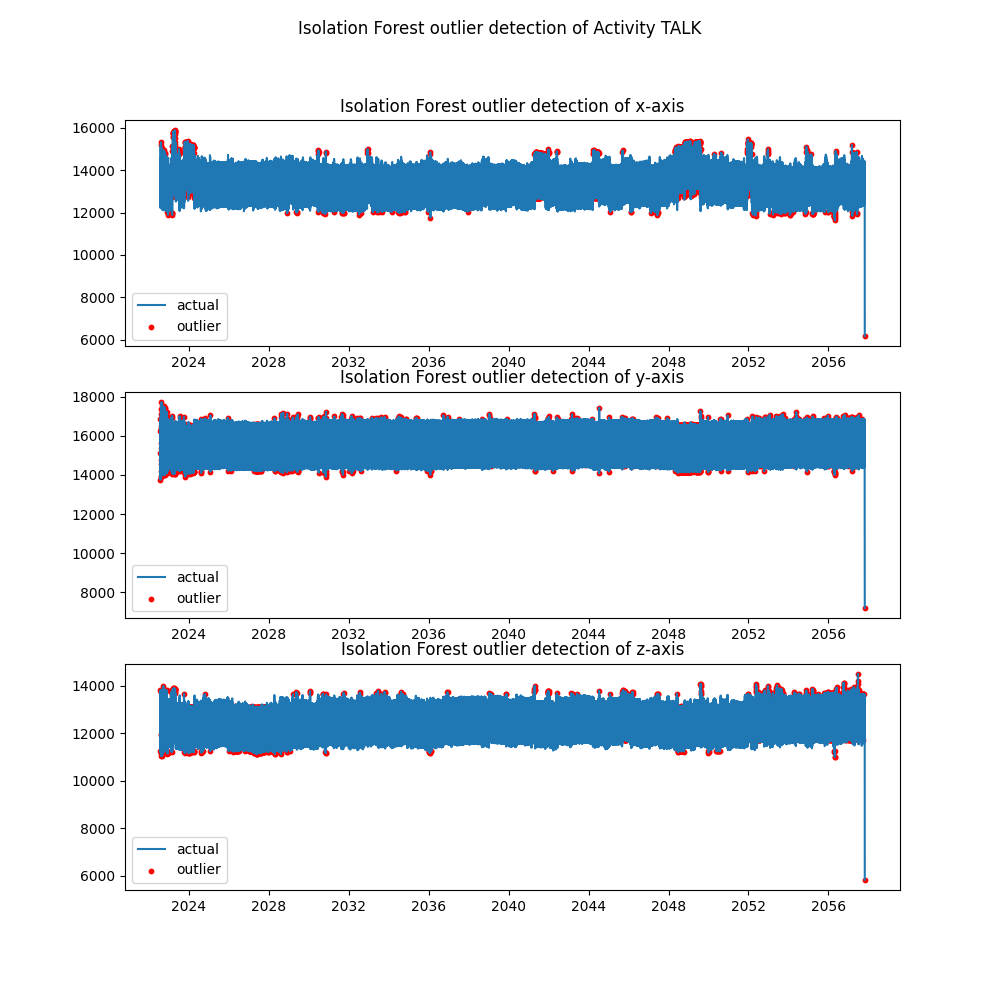 Isolation Forest outlier detection of Activity TALK
Isolation Forest outlier detection of x-axis
16000
14000
12000
10000
8000
6000
actual
outlier
2024 2028 2032 2036 2040 2044 2048 2052 2056
Isolation Forest outlier detection of y-axis
18000
16000
14000
12000
10000
8000
actual
outlier
2024 2028 2032 2036 2040 2044 2048 2052 2056
Isolation Forest outlier detection of z-axis
14000
12000
10000
8000
6000
actual
outlier
2024 2028 2032 2036 2040 2044 2048 2052 2056